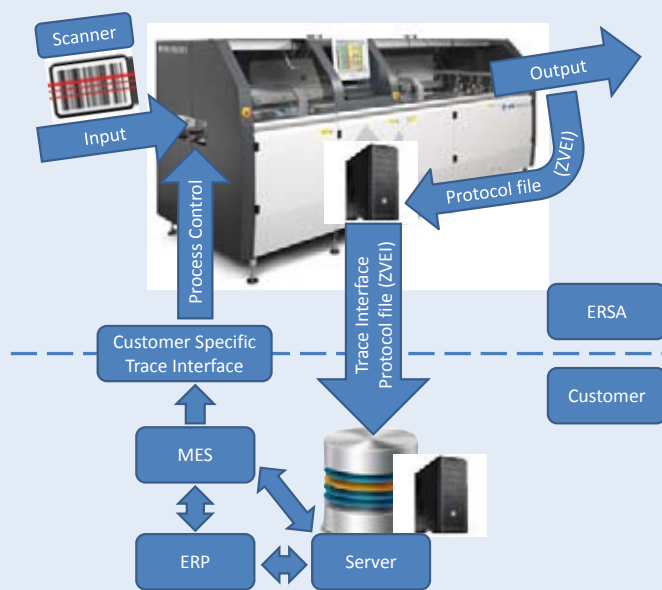 Scanner
Input
Output
Protocol file
(ZVEI)
Process Control
Trace Interface
Protocol file (ZVEI)
ERSA
Customer Specific
Trace Interface
Customer
MES
ERP
Server